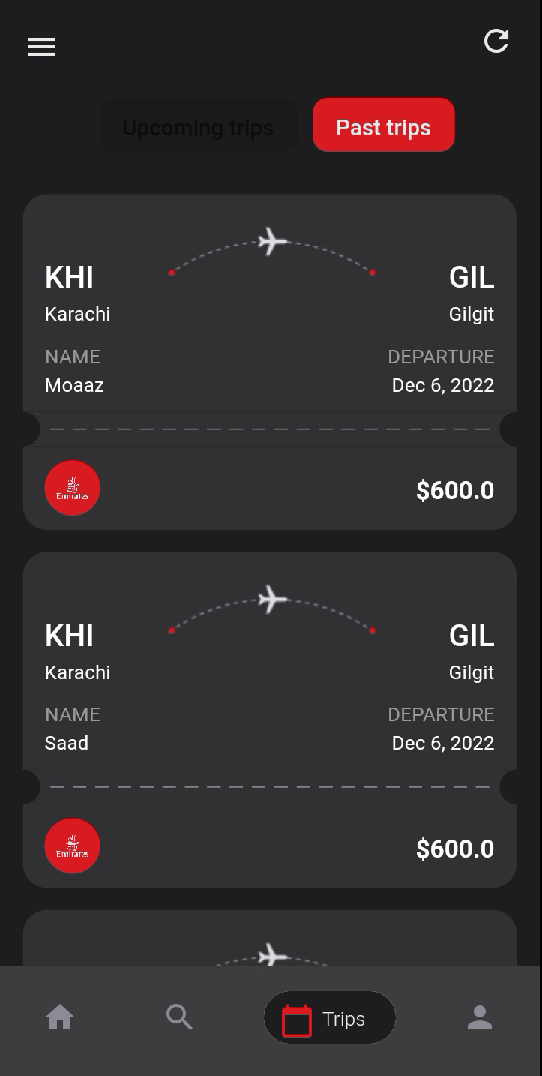 Upcoming trips Past trips
KHI GIL
Karachi Gilgit
NAME DEPARTURE
Moaaz Dec 6, 2022
Emirates $600.0
KHI GIL
Karachi Gilgit
NAME DEPARTURE
Saad Dec 6, 2022
Emirates $600.0
Trips